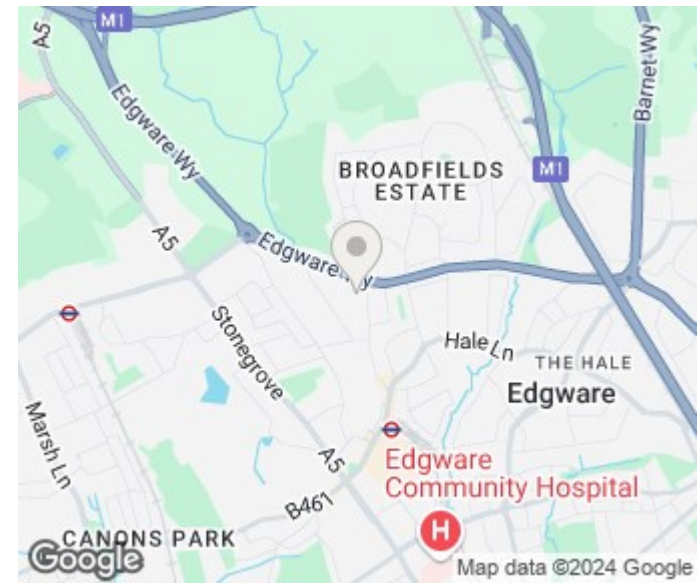 M1
A5
Edgware Wy
Barnet Wy
BROADFIELDS
ESTATE
M1
A5
Edgware Wy
Stonegrove
Hale Ln
THE HALE
Edgware
Marsh Ln
A5
Edgware
Community Hospital
B461
H
CANONS PARK
Google
Map data ©2024 Google